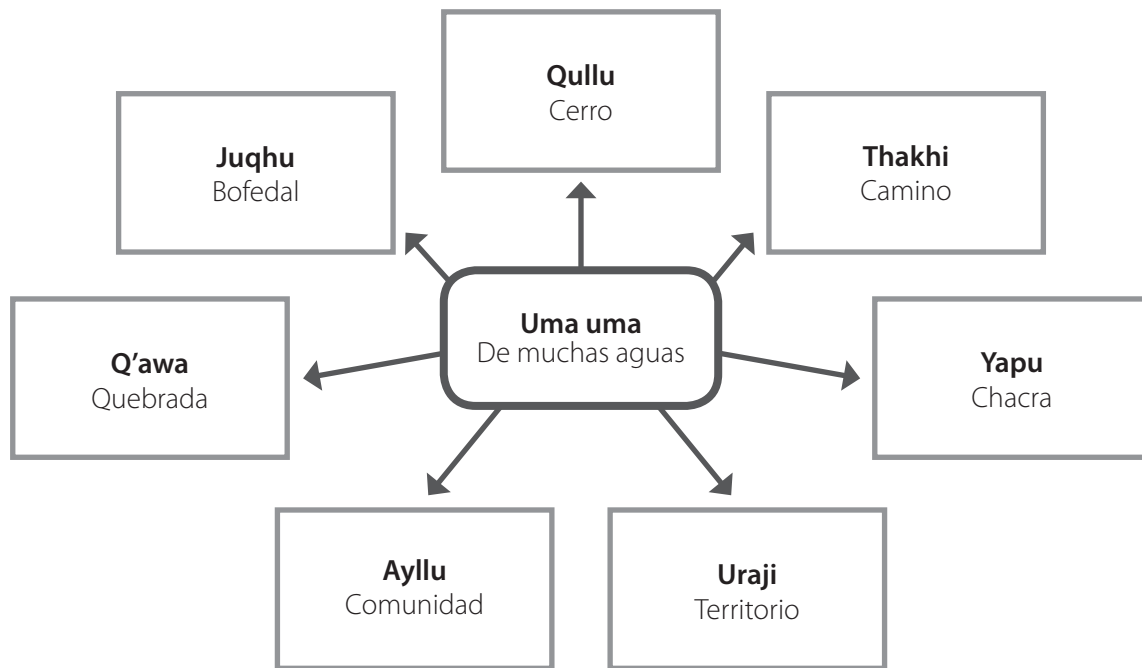 Qullu
Cerro
Juqhu
Bofedal
Thakhi
Camino
Uma uma
De muchas aguas
Q'awa
Quebrada
Yapu
Chacra
Ayllu
Comunidad
Uraji
Territorio